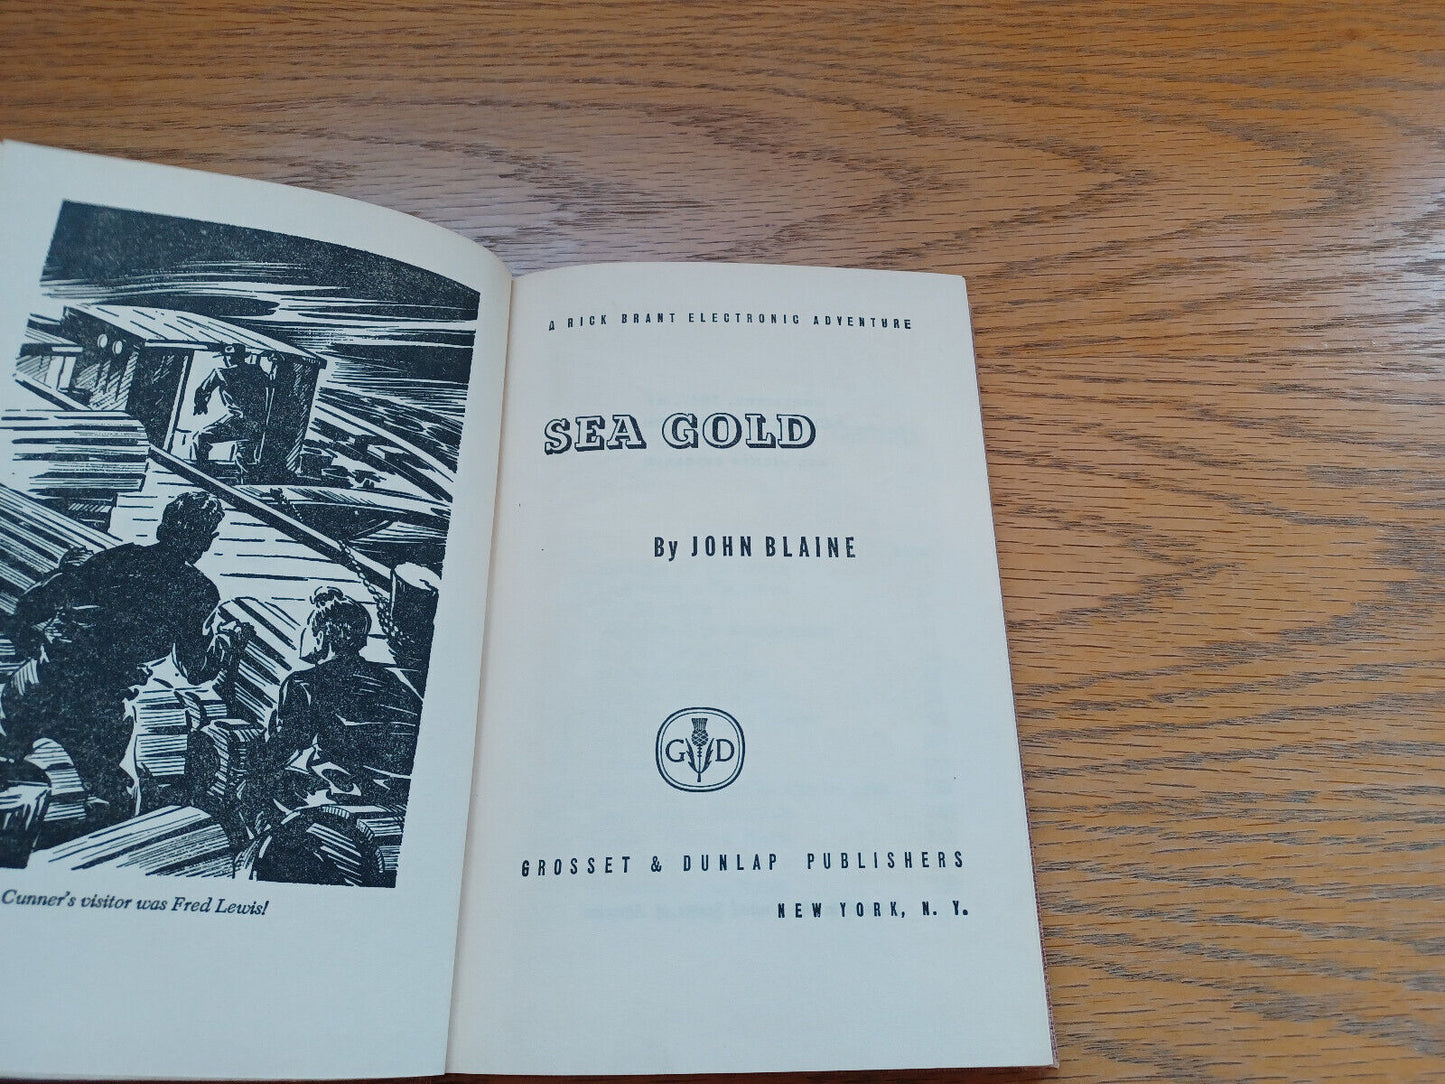 Cunner's visitor was Fred Lewis!
A RICK BRANT ELECTRONIC ADVENTURE
SEA GOLD
By JOHN BLAINE
G D
GROSSET & DUNLAP PUBLISHERS
NEW YORK, N. Y.